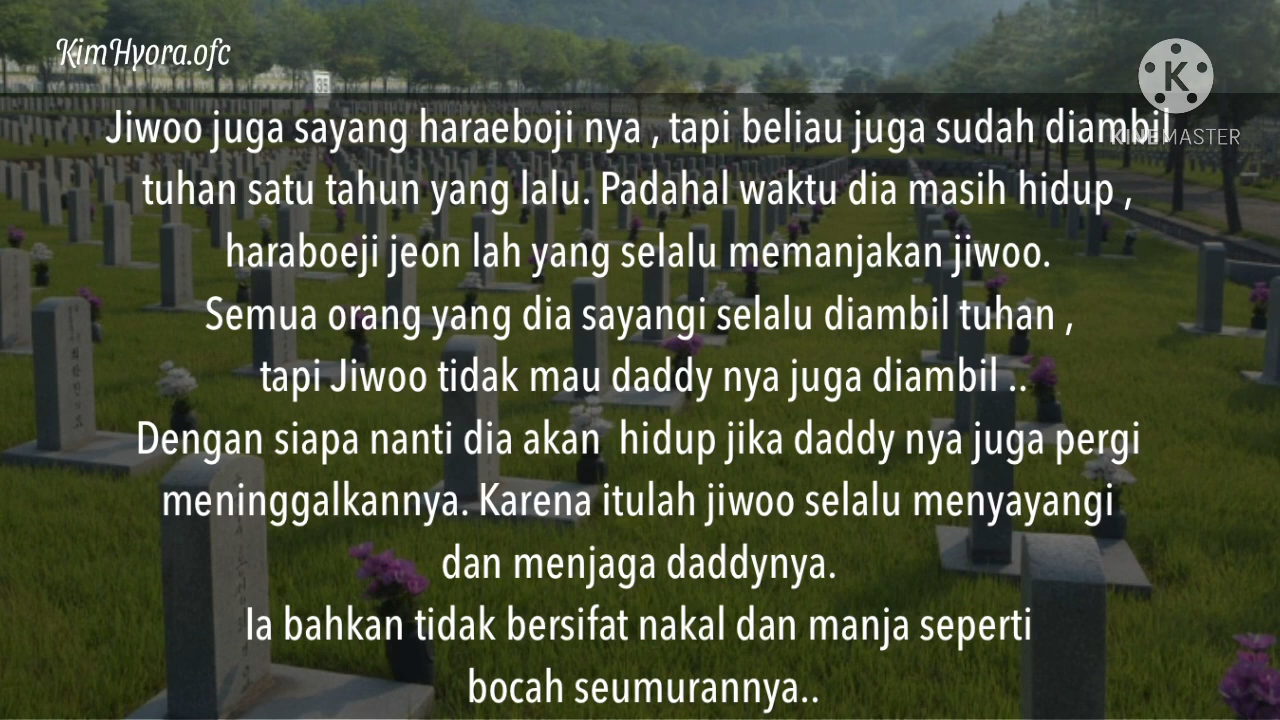 KimHyora.ofc
35
K
KINEMASTER
Jiwoo juga sayang haraeboji nya , tapi beliau juga sudah diambil
tuhan satu tahun yang lalu. Padahal waktu dia masih hidup ,
haraboeji jeon lah yang selalu memanjakan jiwoo.
Semua orang yang dia sayangi selalu diambil tuhan ,
tapi Jiwoo tidak mau daddy nya juga diambil ..
Dengan siapa nanti dia akan  hidup jika daddy nya juga pergi
meninggalkannya. Karena itulah jiwoo selalu menyayangi
dan menjaga daddynya.
Ia bahkan tidak bersifat nakal dan manja seperti
bocah seumurannya..